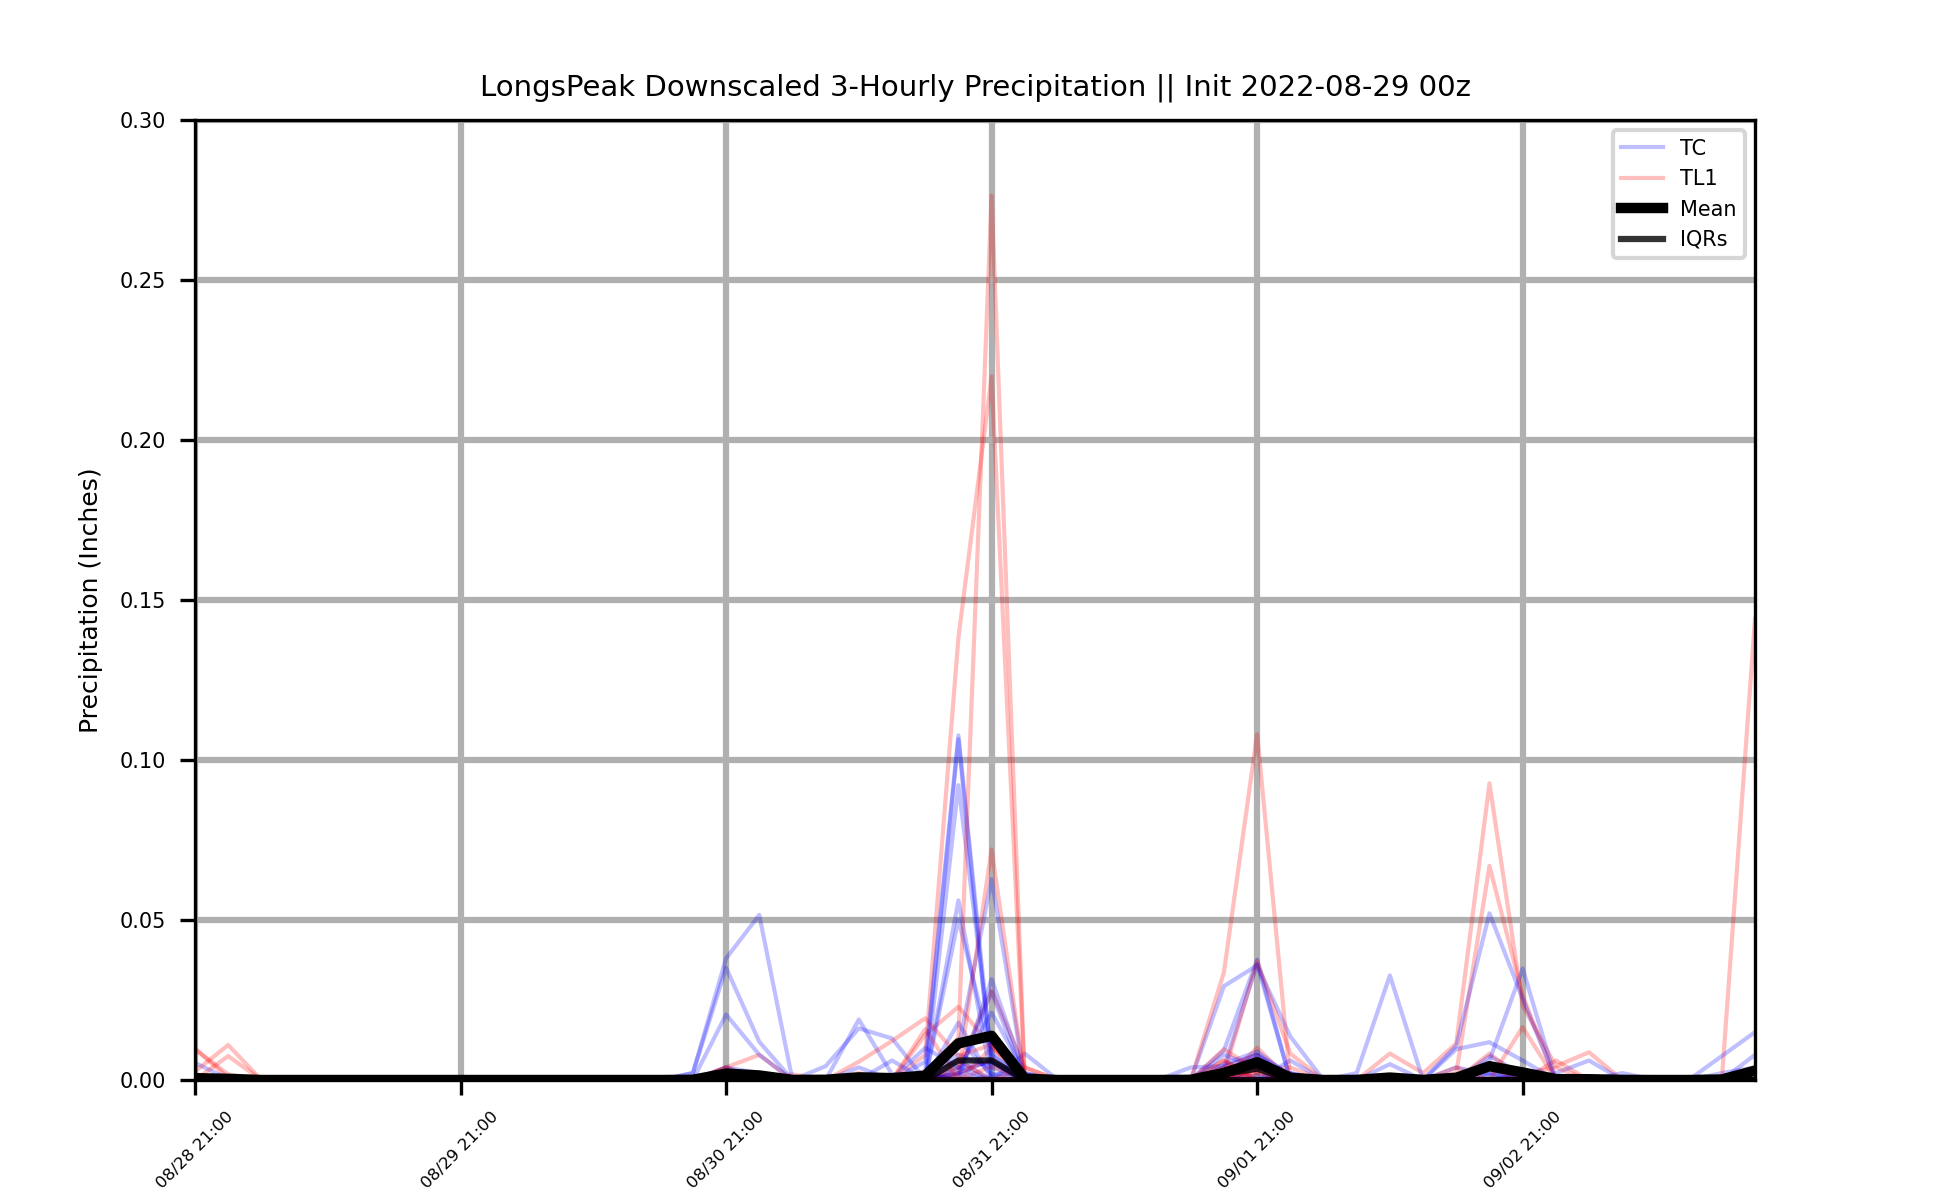 LongsPeak Downscaled 3-Hourly Precipitation || Init 2022-08-29 00z
Precipitation (Inches)
0.30
0.25
0.20
0.15
0.10
0.05
0.00
TC
TL1
Mean
IQRs
08/28 21:00
08/29 21:00
08/30 21:00
08/31 21:00
09/01 21:00
09/02 21:00